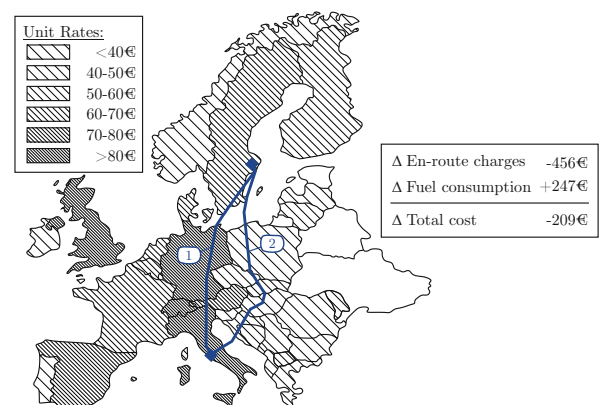 Unit Rates:
<40€
40-50€
50-60€
60-70€
70-80€
>80€
Δ En-route charges -456€
Δ Fuel consumption +247€
Δ Total cost -209€
1
2